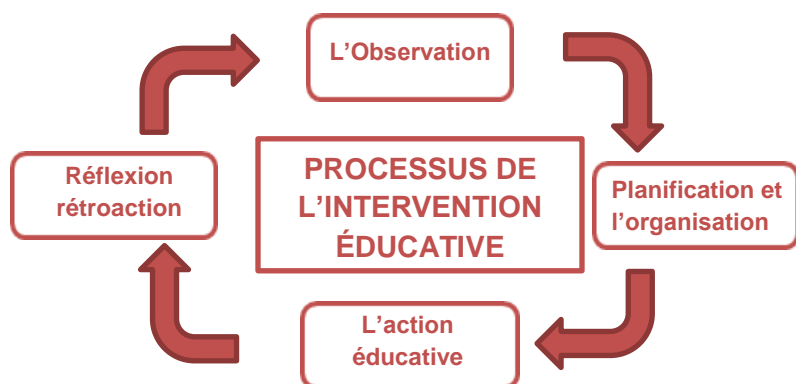 L'Observation
Réflexion
rétroaction
PROCESSUS DE
L'INTERVENTION
ÉDUCATIVE
Planification et
l'organisation
L'action
éducative